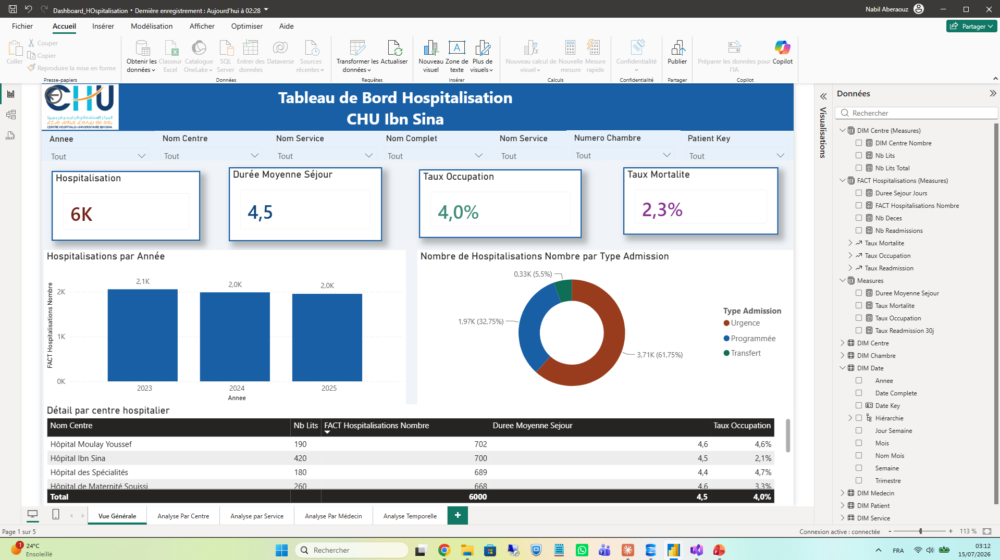 Dashboard_HOspitalisation • Dernière enregistrement : Aujourd'hui à 02:28
Nabil Aberaouz
Fichier
Accueil
Insérer
Modélisation
Afficher
Optimiser
Aide
Partager
Coller
Couper
Copier
Reproduire la mise en forme
Presse-papiers
Obtenir les données
Classeur Excel
Catalogue OneLake
SQL Server
Entrer des données
Dataverse
Sources récentes
Données
Transformer les données
Actualiser
Requêtes
Nouveau visuel
Zone de texte
Plus de visuels
Insérer
Nouveau calcul de visuel
Nouvelle mesure
Mesure rapide
Calculs
Confidentialité
Confidentialité
Publier
Partager
Préparer les données pour l'IA
Copilot
Copilot
CHU
CENTRE HOSPITALO-UNIVERSITAIRE IBN SINA
Tableau de Bord Hospitalisation
CHU Ibn Sina
Annee
Tout
Nom Centre
Tout
Nom Service
Tout
Nom Complet
Tout
Nom Service
Tout
Numero Chambre
Tout
Patient Key
Tout
Hospitalisation
6K
Durée Moyenne Séjour
4,5
Taux Occupation
4,0%
Taux Mortalite
2,3%
Hospitalisations par Année
FACT Hospitalisations Nombre
2K
1K
0K
2,1K
2,0K
2,0K
2023
2024
2025
Annee
Nombre de Hospitalisations Nombre par Type Admission
0,33K (5,5%)
1,97K (32,75%)
3,71K (61,75%)
Type Admission
Urgence
Programmée
Transfert
Détail par centre hospitalier
Nom Centre Nb Lits FACT Hospitalisations Nombre Duree Moyenne Sejour Taux Occupation
Hôpital Moulay Youssef 190 702 4,6 4,6%
Hôpital Ibn Sina 420 700 4,5 2,1%
Hôpital des Spécialités 180 689 4,4 4,7%
Hôpital de Maternité Souissi 260 668 4,6 3,3%
Total 6000 4,5 4,0%
Vue Générale
Analyse Par Centre
Analyse par Service
Analyse Par Médecin
Analyse Temporelle
+
Page 1 sur 5
Connexion active : connectée
- + 113 %
Visualisations
Données
Rechercher
DIM Centre (Measures)
DIM Centre Nombre
Nb Lits
Nb Lits Total
FACT Hospitalisations (Measures)
Duree Sejour Jours
FACT Hospitalisations Nombre
Nb Deces
Nb Readmissions
Taux Mortalite
Taux Occupation
Taux Readmission
Measures
Duree Moyenne Sejour
Taux Mortalite
Taux Occupation
Taux Readmission 30j
DIM Centre
DIM Chambre
DIM Date
Annee
Date Complete
Date Key
Hiérarchie
Jour Semaine
Mois
Nom Mois
Semaine
Trimestre
DIM Medecin
DIM Patient
DIM Service
1
24°C
Ensoleillé
Rechercher
FRA
03:12
15/07/2026